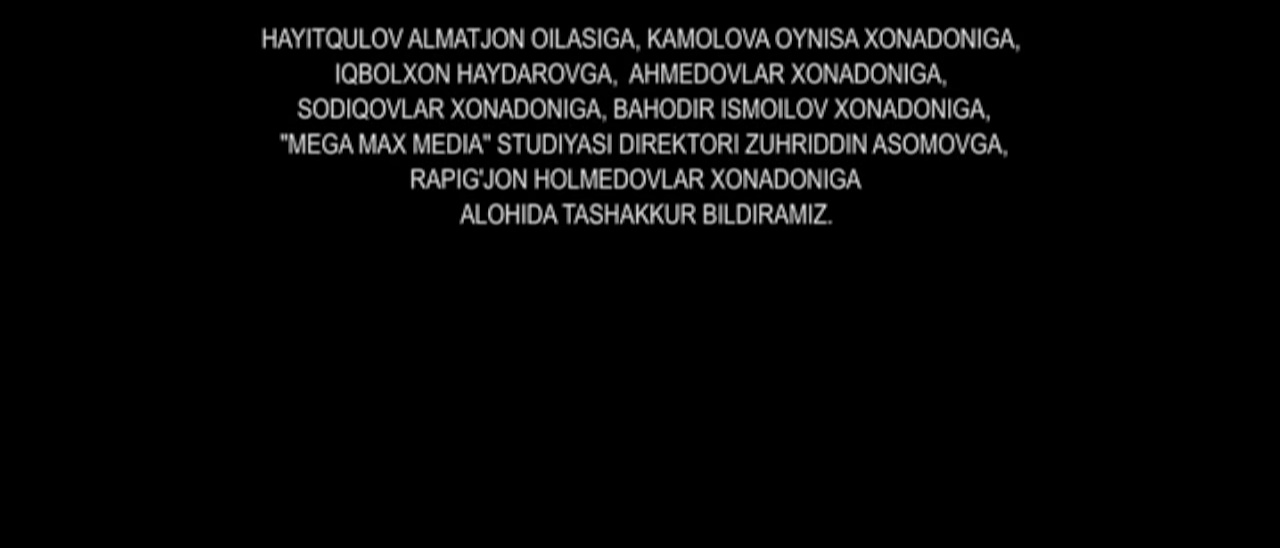 HAYITQULOV ALMATJON OILASIGA, KAMOLOVA OYNISA XONADONIGA,
IQBOLXON HAYDAROVGA, AHMEDOVLAR XONADONIGA,
SODIQOVLAR XONADONIGA, BAHODIR ISMOILOV XONADONIGA,
"MEGA MAX MEDIA" STUDIYASI DIREKTORI ZUHRIDDIN ASOMOVGA,
RAPIG'JON HOLMEDOVLAR XONADONIGA
ALOHIDA TASHAKKUR BILDIRAMIZ.